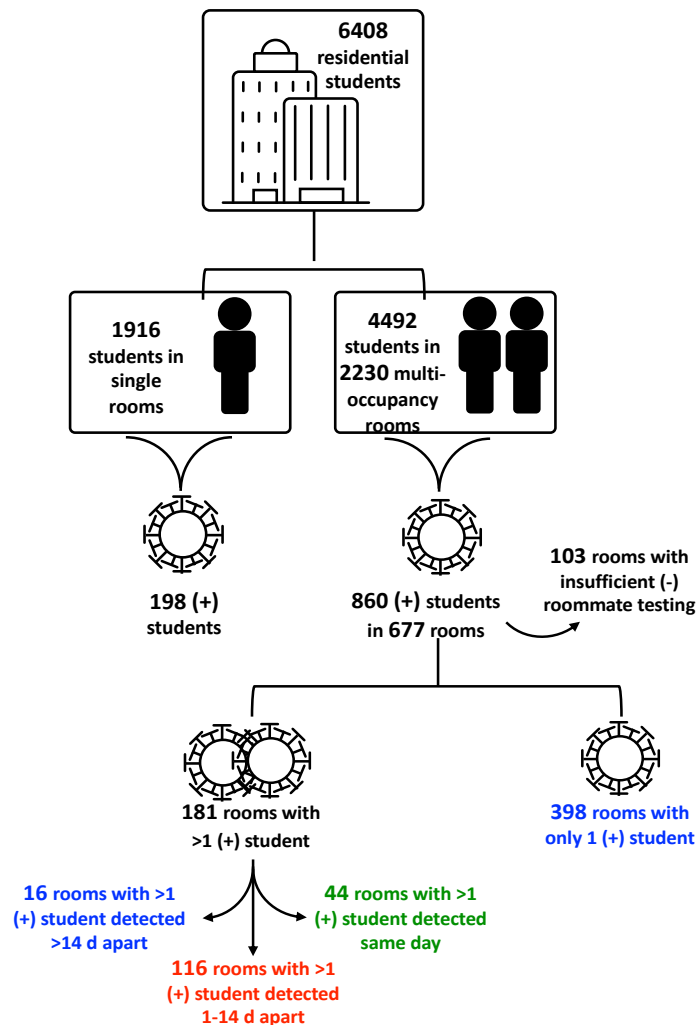 6408
residential
students
1916
students in
single
rooms
4492
students in
2230 multi-
occupancy
rooms
198 (+)
students
860 (+) students
in 677 rooms
103 rooms with
insufficient (-)
roommate testing
181 rooms with
>1 (+) student
398 rooms with
only 1 (+) student
16 rooms with >1
(+) student detected
>14 d apart
44 rooms with >1
(+) student detected
same day
116 rooms with >1
(+) student detected
1-14 d apart